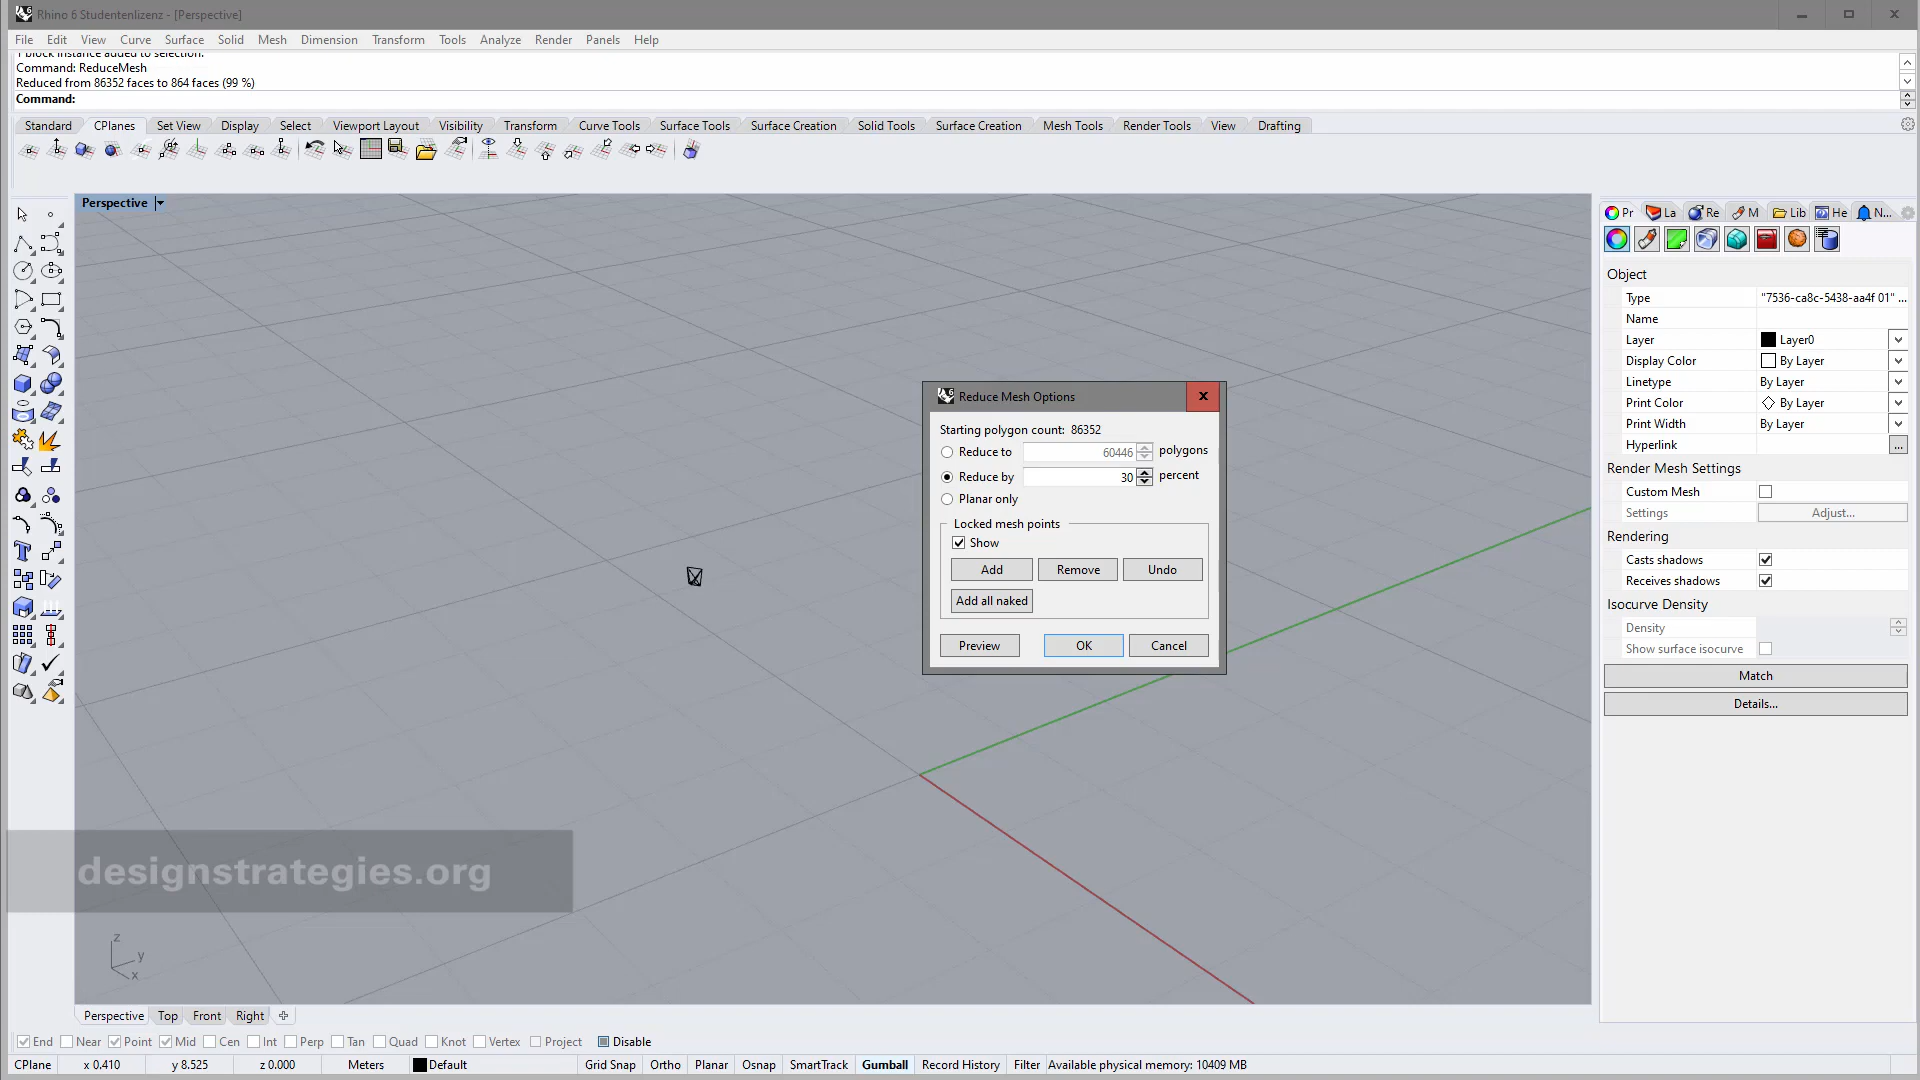 Rhino 6 Studentenlizenz - [Perspective]
File Edit View Curve Surface Solid Mesh Dimension Transform Tools Analyze Render Panels Help
1 block instance added to selection.
Command: ReduceMesh
Reduced from 86352 faces to 864 faces (99 %)
Command:
Standard CPlanes Set View Display Select Viewport Layout Visibility Transform Curve Tools Surface Tools Surface Creation Solid Tools Surface Creation Mesh Tools Render Tools View Drafting
Perspective
Pr La Re M Lib He N...
Object
Type "7536-ca8c-5438-aa4f 01" ...
Name
Layer Layer0
Display Color By Layer
Linetype By Layer
Print Color By Layer
Print Width By Layer
Hyperlink ...
Render Mesh Settings
Custom Mesh
Settings Adjust...
Rendering
Casts shadows
Receives shadows
Isocurve Density
Density
Show surface isocurve
Match
Details...
Reduce Mesh Options
Starting polygon count: 86352
Reduce to 60446 polygons
Reduce by 30 percent
Planar only
Locked mesh points
Show
Add Remove Undo
Add all naked
Preview OK Cancel
designstrategies.org
z
y
x
Perspective Top Front Right
End Near Point Mid Cen Int Perp Tan Quad Knot Vertex Project Disable
CPlane x 0.410 y 8.525 z 0.000 Meters Default Grid Snap Ortho Planar Osnap SmartTrack Gumball Record History Filter Available physical memory: 10409 MB